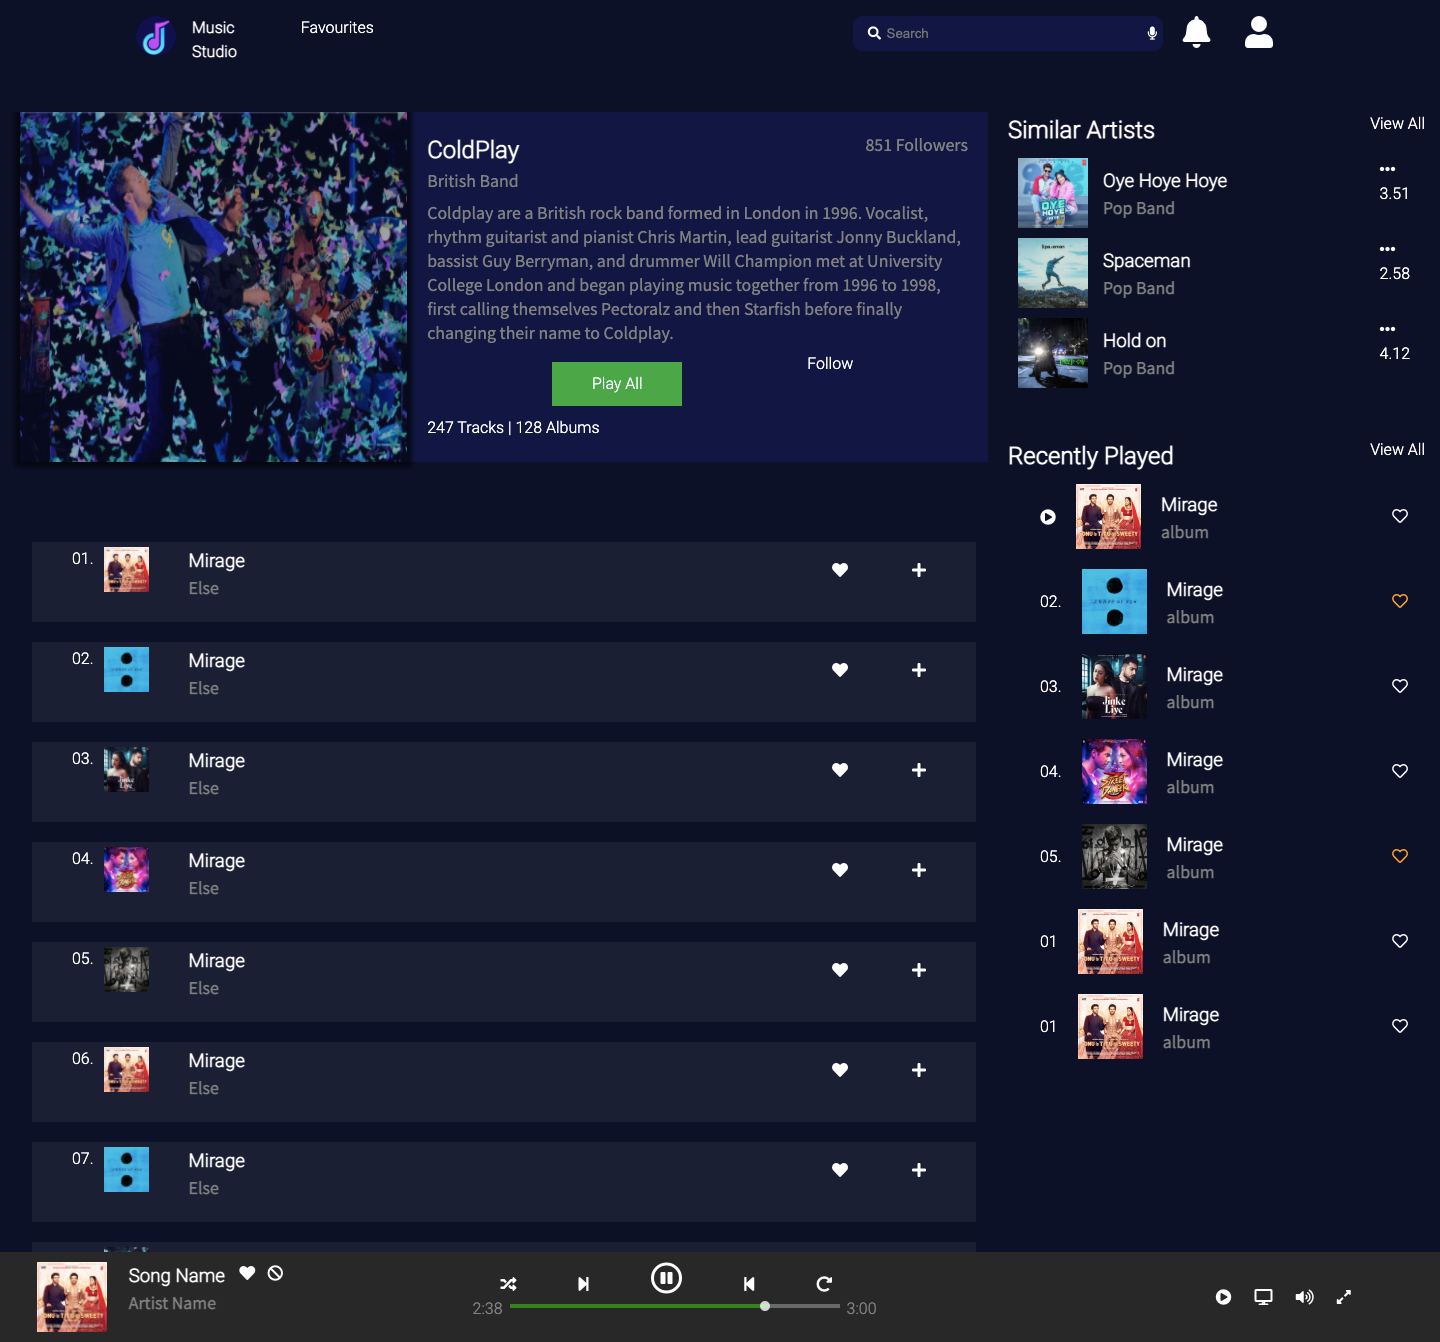 Music
Studio
Favourites
Search
ColdPlay
851 Followers
British Band
Coldplay are a British rock band formed in London in 1996. Vocalist,
rhythm guitarist and pianist Chris Martin, lead guitarist Jonny Buckland,
bassist Guy Berryman, and drummer Will Champion met at University
College London and began playing music together from 1996 to 1998,
first calling themselves Pectoralz and then Starfish before finally
changing their name to Coldplay.
Play All
Follow
247 Tracks | 128 Albums
01.
Mirage
Else
02.
Mirage
Else
03.
Mirage
Else
04.
Mirage
Else
05.
Mirage
Else
06.
Mirage
Else
07.
Mirage
Else
Similar Artists
View All
OYE
HOYE
Oye Hoye Hoye
Pop Band
3.51
Spaceman
Spaceman
Pop Band
2.58
Hold on
Pop Band
4.12
Recently Played
View All
Mirage
album
02.
Mirage
album
03.
Jinke
Liye
Mirage
album
04.
STREET
DANCER
Mirage
album
05.
Mirage
album
01
Mirage
album
01
Mirage
album
Song Name
Artist Name
2:38
3:00